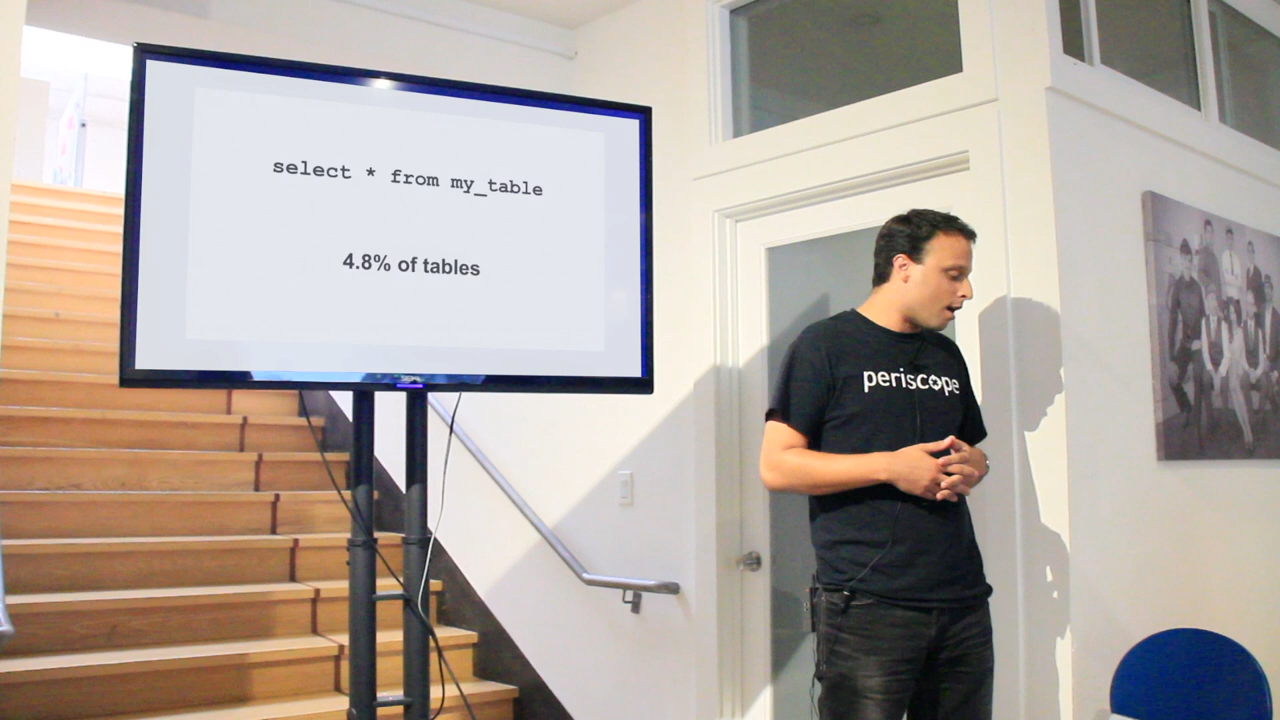 select * from my_table
4.8% of tables
periscope